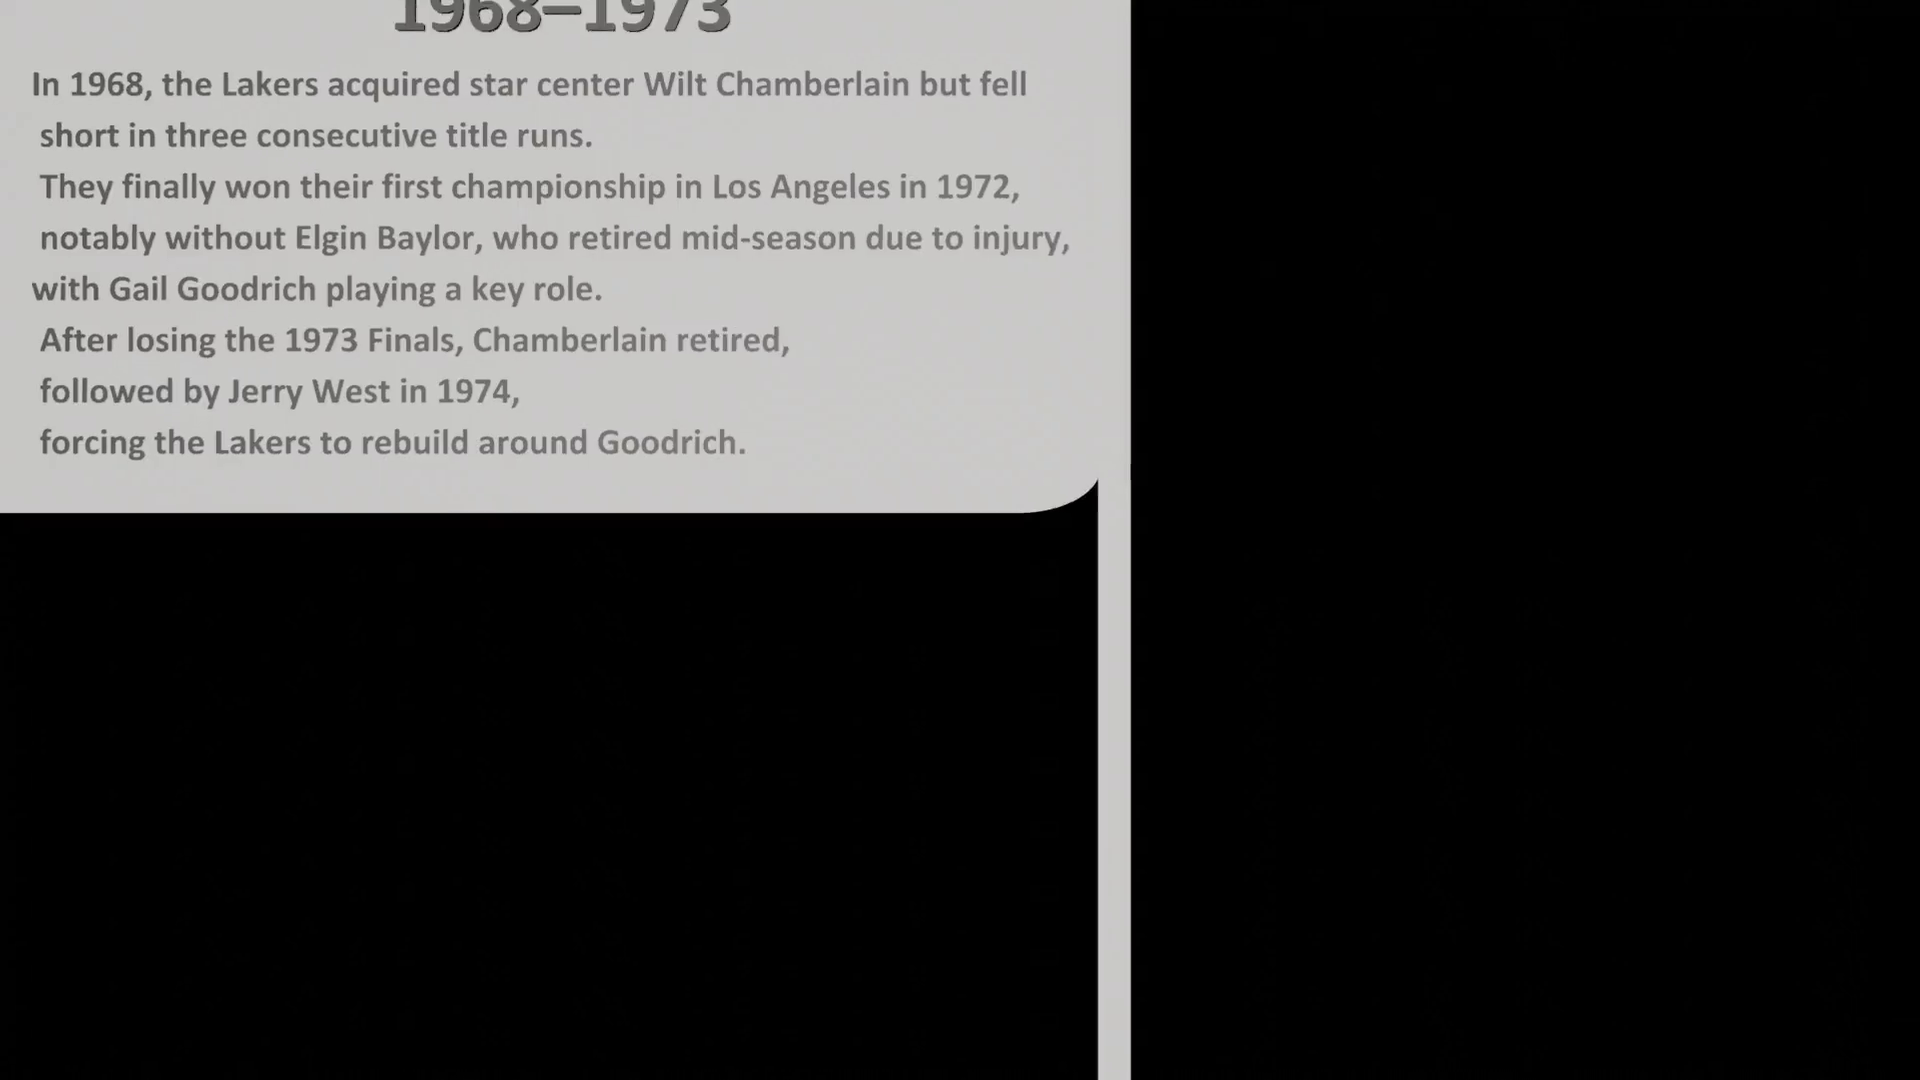 1968–1973
In 1968, the Lakers acquired star center Wilt Chamberlain but fell
short in three consecutive title runs.
They finally won their first championship in Los Angeles in 1972,
notably without Elgin Baylor, who retired mid-season due to injury,
with Gail Goodrich playing a key role.
After losing the 1973 Finals, Chamberlain retired,
followed by Jerry West in 1974,
forcing the Lakers to rebuild around Goodrich.